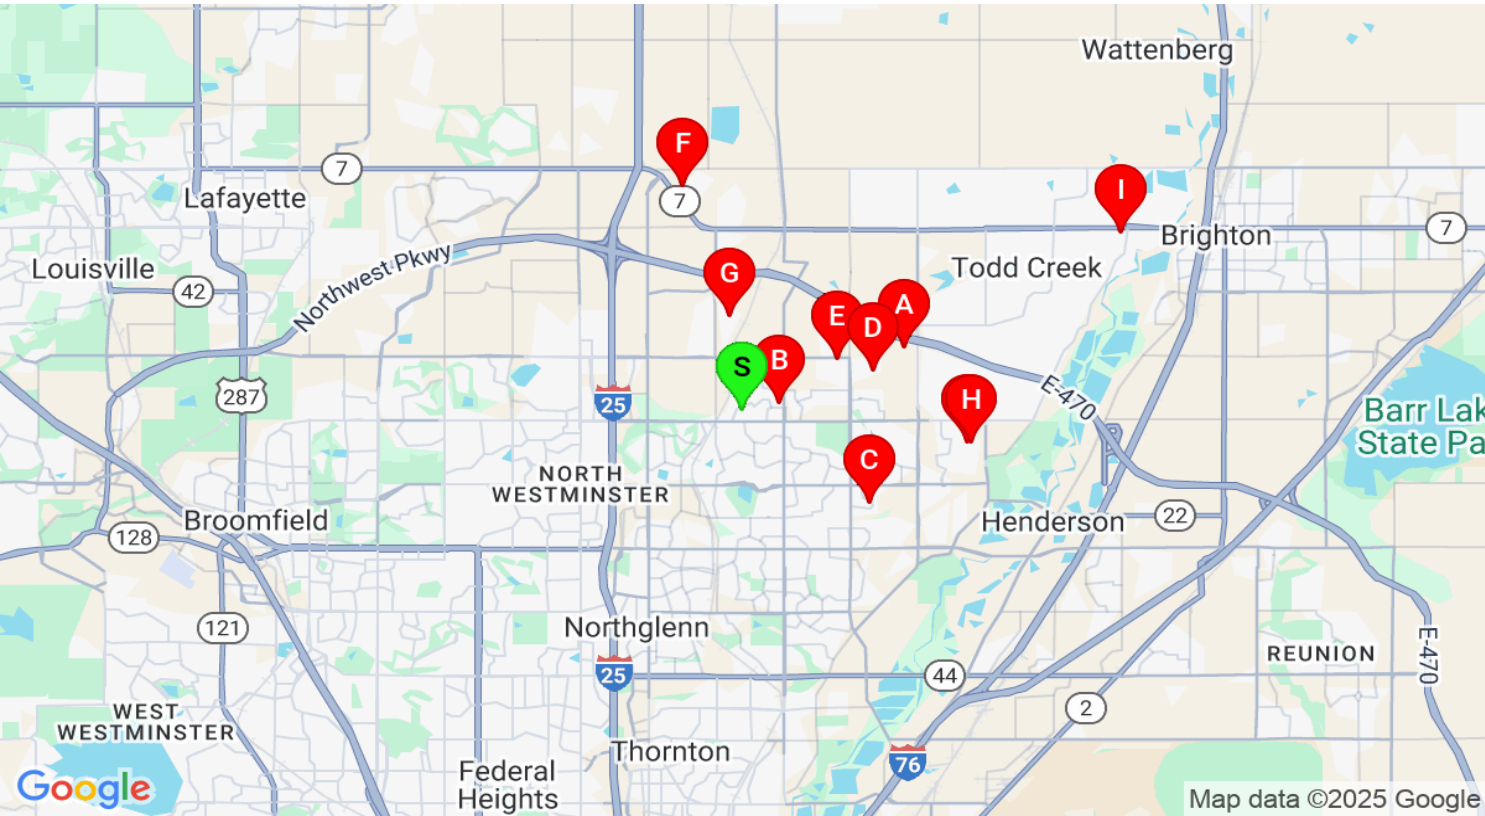 Wattenberg
F
7
7
Lafayette
I
7
Brighton
Louisville
42
Northwest Pkwy
G
Todd Creek
E
D
A
S
B
287
25
H
E-470
Barr Lak
State Pa
C
NORTH
WESTMINSTER
Broomfield
128
Henderson
22
121
Northglenn
25
44
REUNION
E-470
2
WEST
WESTMINSTER
Thornton
76
Federal
Heights
Google
Map data ©2025 Google